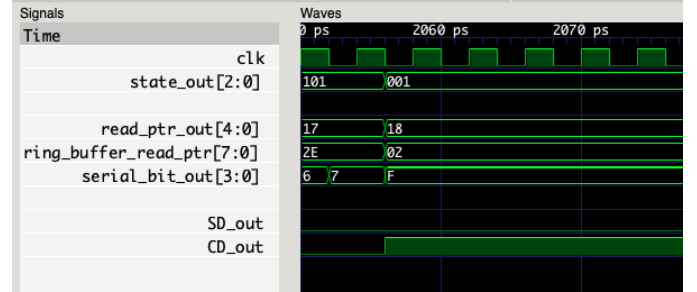 Signals Waves
Time 0 ps 2060 ps 2070 ps
clk
state_out[2:0] 101 001
read_ptr_out[4:0] 17 18
ring_buffer_read_ptr[7:0] 2E 02
serial_bit_out[3:0] 6 7 F
SD_out
CD_out